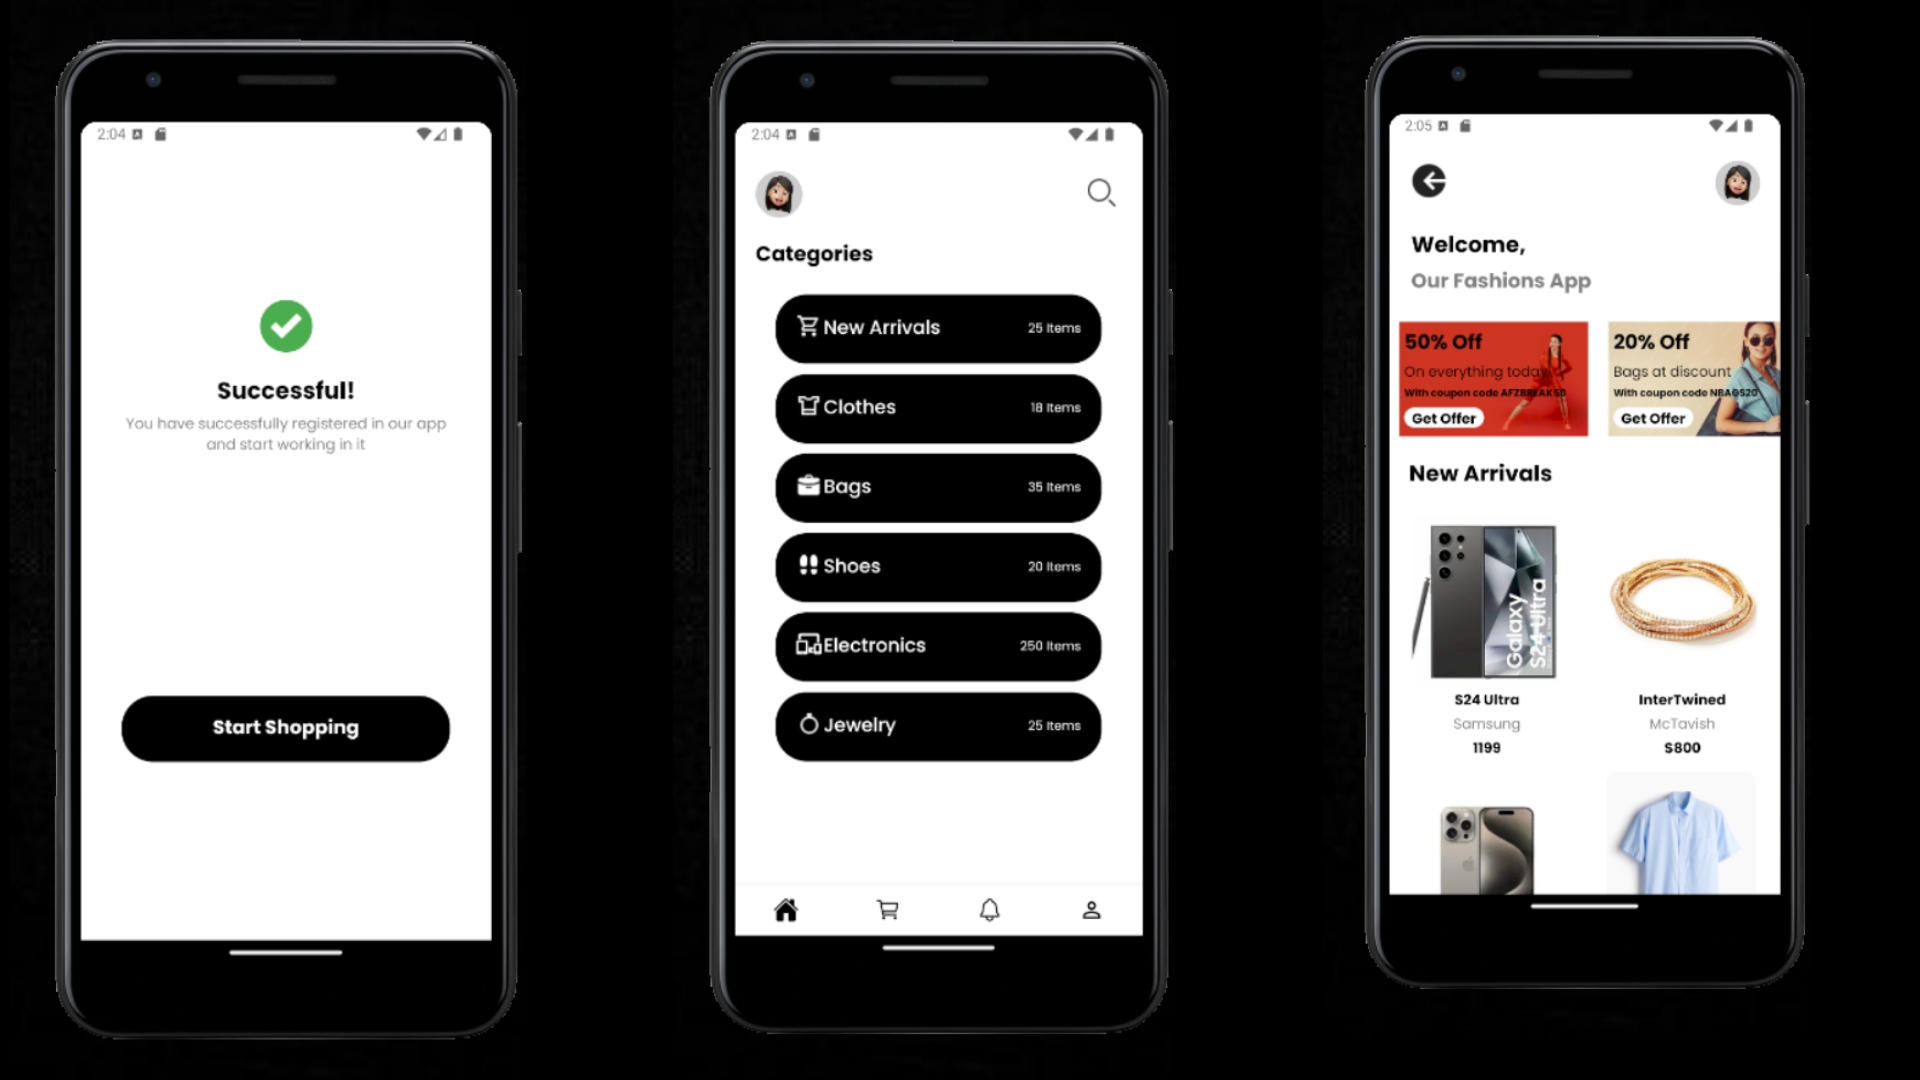 2:04
Successful!
You have successfully registered in our app
and start working in it
Start Shopping
2:04
Categories
New Arrivals 25 Items
Clothes 18 Items
Bags 35 Items
Shoes 20 Items
Electronics 250 Items
Jewelry 25 Items
2:05
Welcome,
Our Fashions App
50% Off
On everything today
With coupon code AFZBREAK50
Get Offer
20% Off
Bags at discount
With coupon code NBAGS20
Get Offer
New Arrivals
Galaxy
S24 Ultra
S24 Ultra
Samsung
1199
InterTwined
McTavish
$800